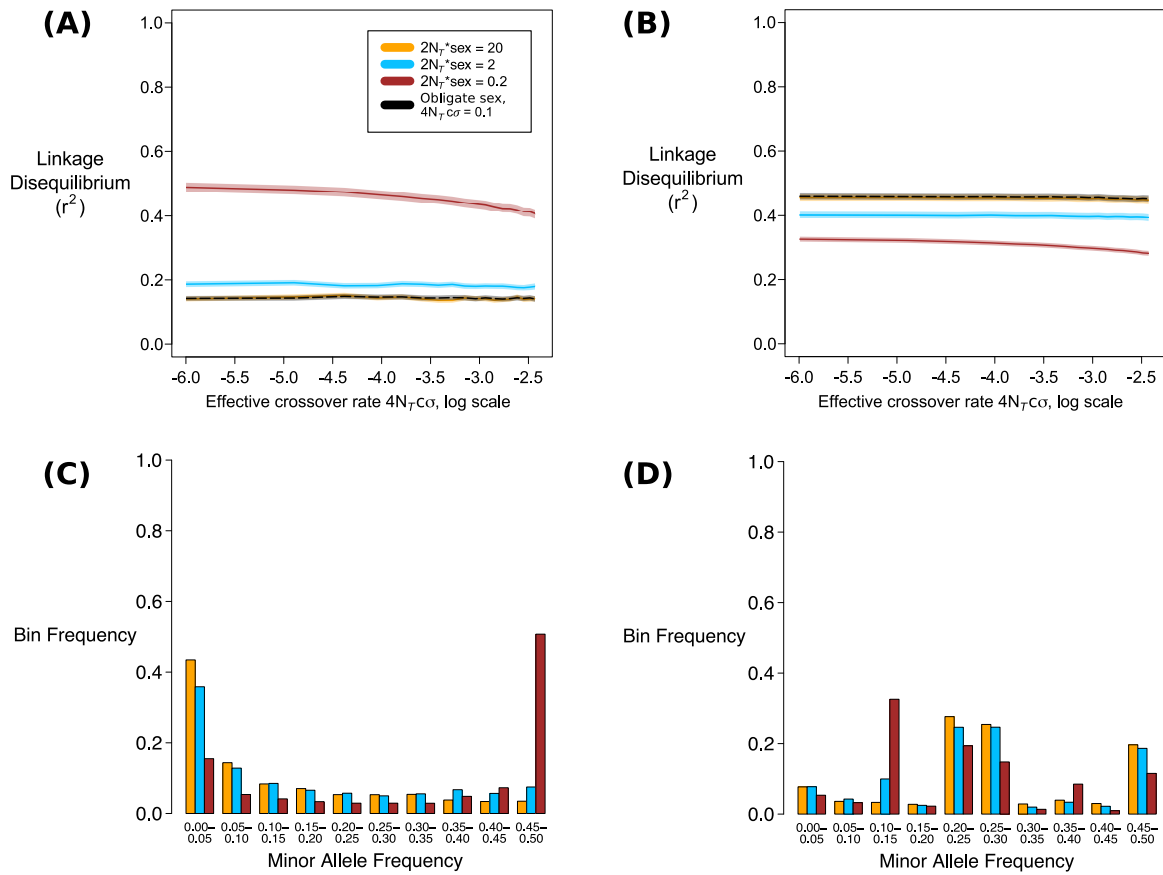 (A)
1.0
0.8
0.6
0.4
0.2
0.0
Linkage
Disequilibrium
(r²)
2N_T*sex = 20
2N_T*sex = 2
2N_T*sex = 0.2
Obligate sex,
4N_T cσ = 0.1
-6.0 -5.5 -5.0 -4.5 -4.0 -3.5 -3.0 -2.5
Effective crossover rate 4N_T cσ, log scale
(B)
1.0
0.8
0.6
0.4
0.2
0.0
Linkage
Disequilibrium
(r²)
-6.0 -5.5 -5.0 -4.5 -4.0 -3.5 -3.0 -2.5
Effective crossover rate 4N_T cσ, log scale
(C)
1.0
0.8
0.6
0.4
0.2
0.0
Bin Frequency
0.00– 0.05– 0.10– 0.15– 0.20– 0.25– 0.30– 0.35– 0.40– 0.45–
0.05 0.10 0.15 0.20 0.25 0.30 0.35 0.40 0.45 0.50
Minor Allele Frequency
(D)
1.0
0.8
0.6
0.4
0.2
0.0
Bin Frequency
0.00– 0.05– 0.10– 0.15– 0.20– 0.25– 0.30– 0.35– 0.40– 0.45–
0.05 0.10 0.15 0.20 0.25 0.30 0.35 0.40 0.45 0.50
Minor Allele Frequency